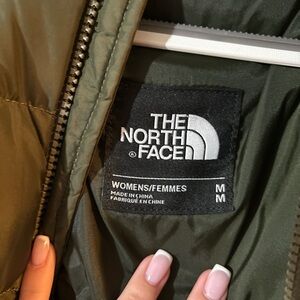 THE
NORTH
® FACE
WOMENS/FEMMES M
MADE IN CHINA M
FABRIQUÉ EN CHINE